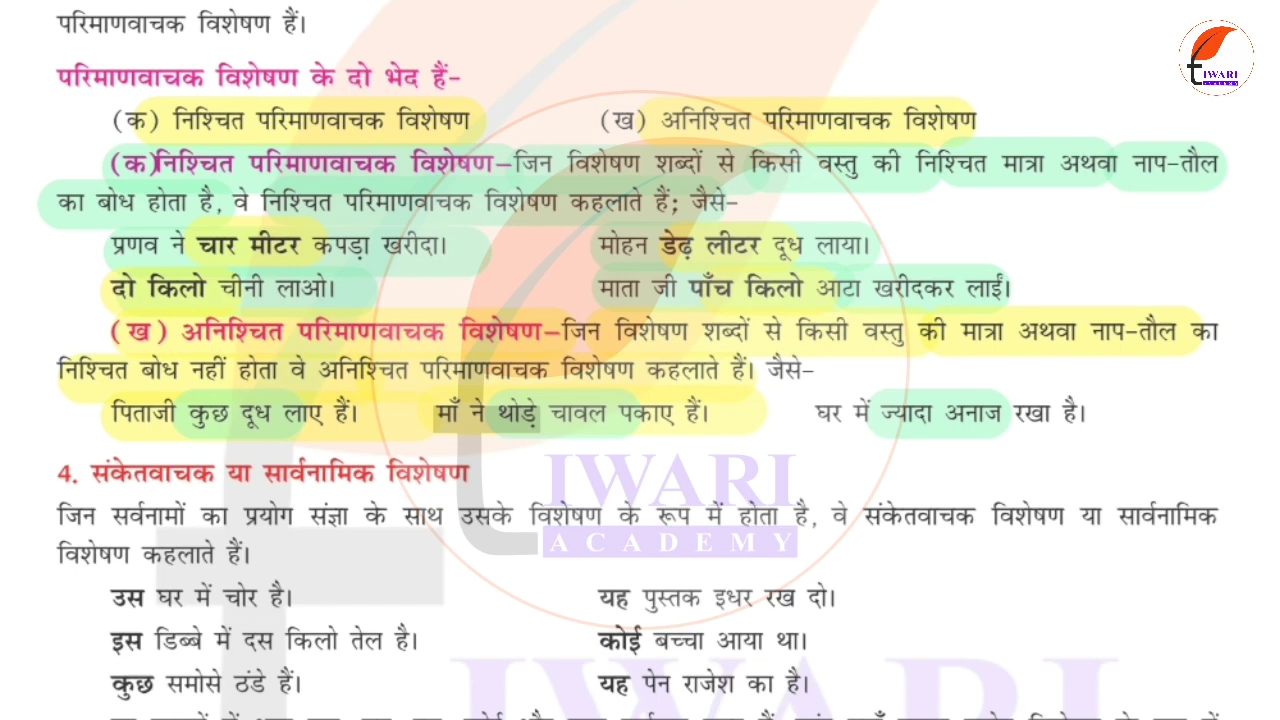 परिमाणवाचक विशेषण हैं।
IWARI
ACADEMY
परिमाणवाचक विशेषण के दो भेद हैं-
(क) निश्चित परिमाणवाचक विशेषण (ख) अनिश्चित परिमाणवाचक विशेषण
(क)निश्चित परिमाणवाचक विशेषण–जिन विशेषण शब्दों से किसी वस्तु की निश्चित मात्रा अथवा नाप-तौल
का बोध होता है, वे निश्चित परिमाणवाचक विशेषण कहलाते हैं; जैसे-
प्रणव ने चार मीटर कपड़ा खरीदा। मोहन डेढ़ लीटर दूध लाया।
दो किलो चीनी लाओ। माता जी पाँच किलो आटा खरीदकर लाईं।
(ख) अनिश्चित परिमाणवाचक विशेषण–जिन विशेषण शब्दों से किसी वस्तु की मात्रा अथवा नाप-तौल का
निश्चित बोध नहीं होता वे अनिश्चित परिमाणवाचक विशेषण कहलाते हैं। जैसे-
पिताजी कुछ दूध लाए हैं। माँ ने थोड़े चावल पकाए हैं। घर में ज्यादा अनाज रखा है।
4. संकेतवाचक या सार्वनामिक विशेषण
IWARI
ACADEMY
जिन सर्वनामों का प्रयोग संज्ञा के साथ उसके विशेषण के रूप में होता है, वे संकेतवाचक विशेषण या सार्वनामिक
विशेषण कहलाते हैं।
उस घर में चोर है। यह पुस्तक इधर रख दो।
इस डिब्बे में दस किलो तेल है। कोई बच्चा आया था।
कुछ समोसे ठंडे हैं। यह पेन राजेश का है।
IWARI